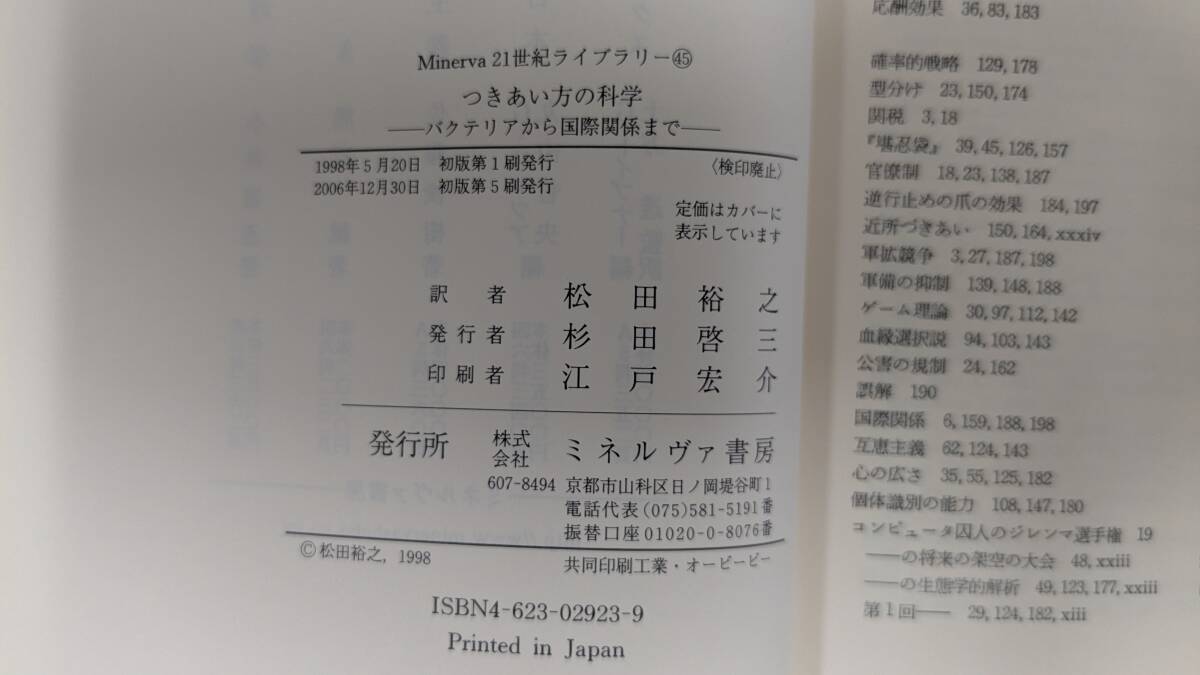 Minerva 21世紀ライブラリー㊺
つきあい方の科学
——バクテリアから国際関係まで——
1998年5月20日 初版第1刷発行 〈検印廃止〉
2006年12月30日 初版第5刷発行
定価はカバーに
表示しています
訳者 松田裕之
発行者 杉田啓三
印刷者 江戸宏介
発行所 株式会社 ミネルヴァ書房
607-8494 京都市山科区日ノ岡堤谷町1
電話代表(075)581-5191番
振替口座01020-0-8076番
©松田裕之,1998 共同印刷工業・オービービー
ISBN4-623-02923-9
Printed in Japan
応酬効果 36,83,183
確率的戦略 129,178
型分け 23,150,174
関税 3,18
『堪忍袋』 39,45,126,157
官僚制 18,23,138,187
逆行止めの爪の効果 184,197
近所づきあい 150,164,xxxiv
軍拡競争 3,27,187,198
軍備の抑制 139,148,188
ゲーム理論 30,97,112,142
血縁選択説 94,103,143
公害の規制 24,162
誤解 190
国際関係 6,159,188,198
互恵主義 62,124,143
心の広さ 35,55,125,182
個体識別の能力 108,147,180
コンピュータ囚人のジレンマ選手権 19
——の将来の架空の大会 48,xxiii
——の生態学的解析 49,123,177,xxiii
第1回—— 29,124,182,xiii